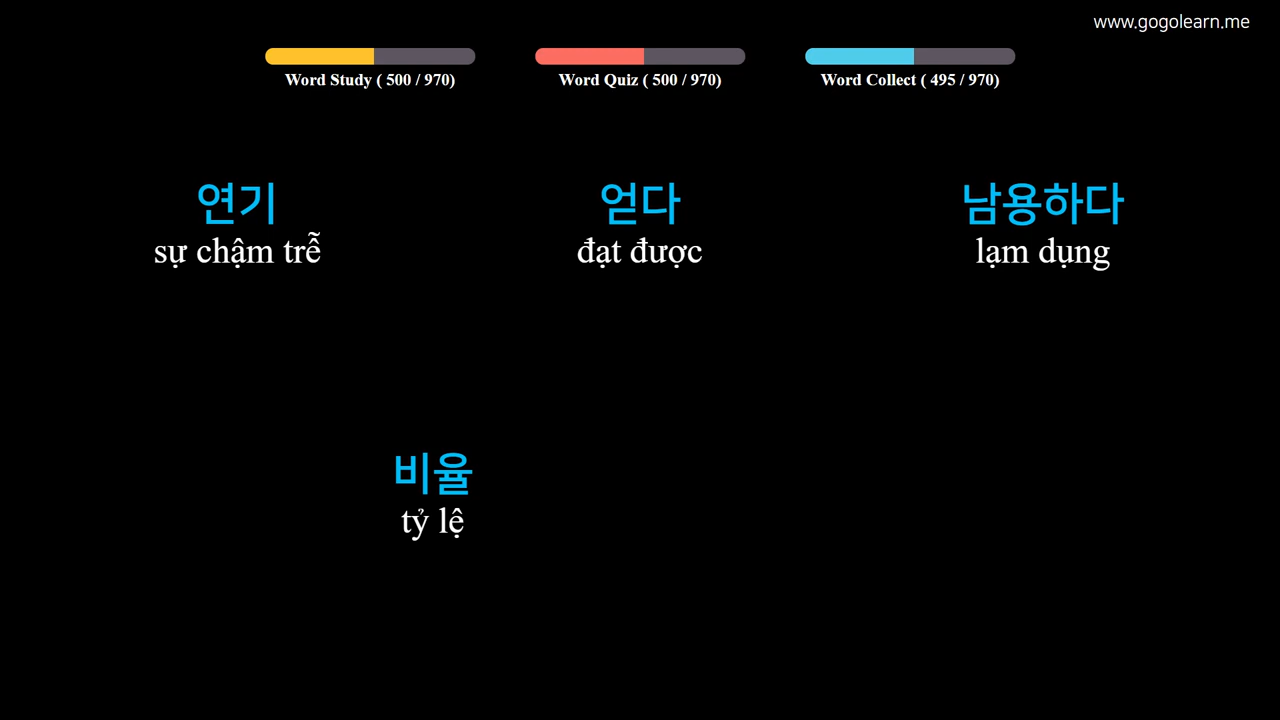 www.gogolearn.me
Word Study ( 500 / 970)
Word Quiz ( 500 / 970)
Word Collect ( 495 / 970)
연기
sự chậm trễ
얻다
đạt được
남용하다
lạm dụng
비율
tỷ lệ